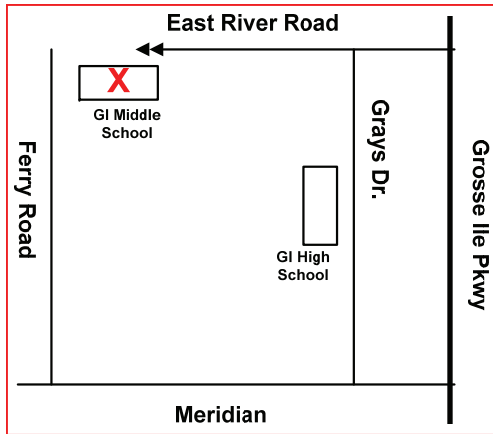 East River Road
X
GI Middle
School
Ferry Road
Grays Dr.
Grosse Ile Pkwy
GI High
School
Meridian